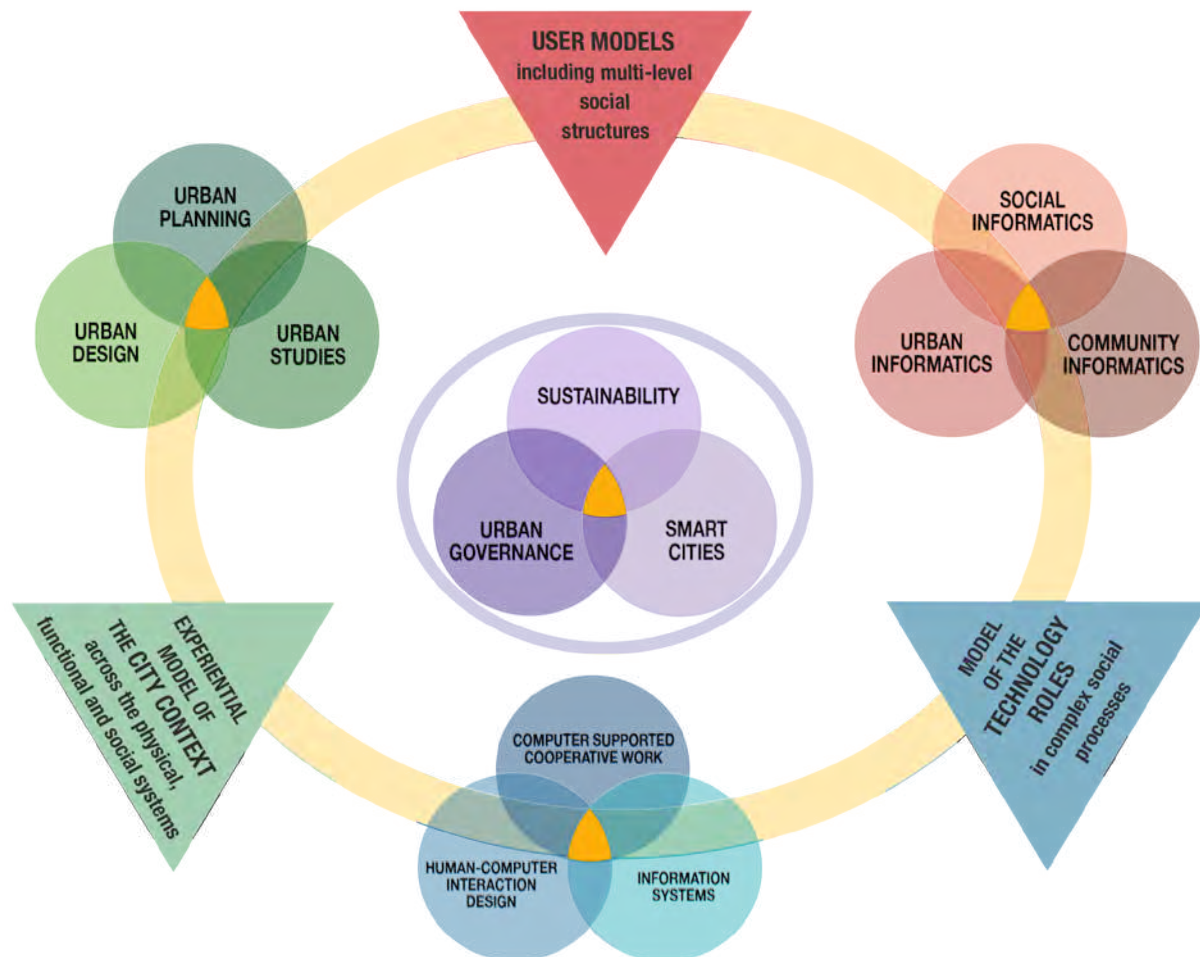 USER MODELS
including multi-level
social
structures
URBAN
PLANNING
URBAN
DESIGN
URBAN
STUDIES
SOCIAL
INFORMATICS
URBAN
INFORMATICS
COMMUNITY
INFORMATICS
SUSTAINABILITY
URBAN
GOVERNANCE
SMART
CITIES
EXPERIENTIAL
MODEL OF
THE CITY CONTEXT
across the physical,
functional and social systems
MODEL
OF THE
TECHNOLOGY
ROLES
in complex social
processes
COMPUTER SUPPORTED
COOPERATIVE WORK
HUMAN-COMPUTER
INTERACTION
DESIGN
INFORMATION
SYSTEMS